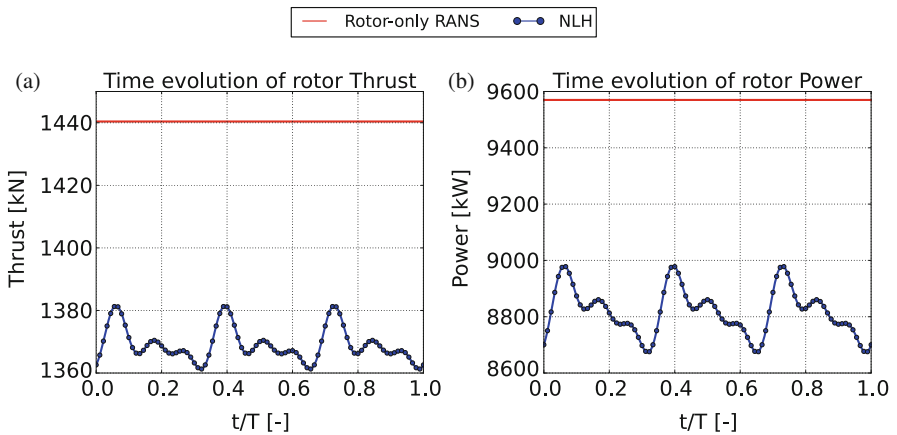 Rotor-only RANS
NLH
(a)
Time evolution of rotor Thrust
1440
1420
1400
1380
1360
Thrust [kN]
0.0 0.2 0.4 0.6 0.8 1.0
t/T [-]
(b)
Time evolution of rotor Power
9600
9400
9200
9000
8800
8600
Power [kW]
0.0 0.2 0.4 0.6 0.8 1.0
t/T [-]